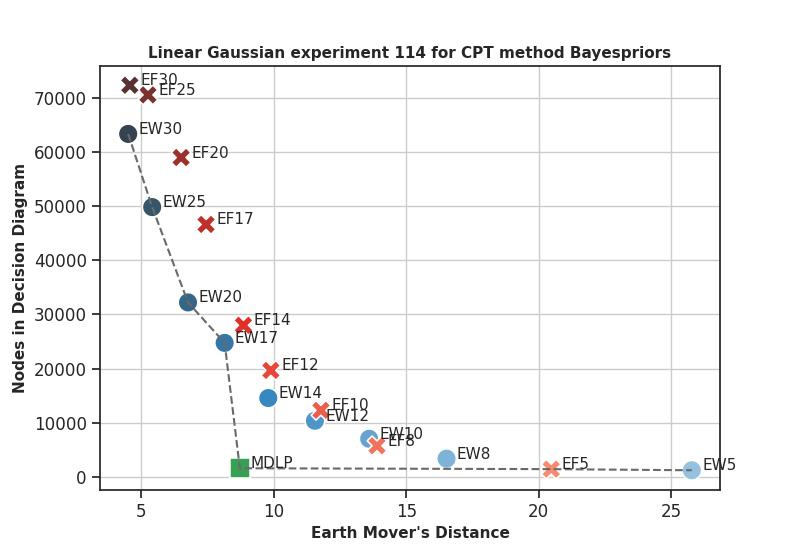 Linear Gaussian experiment 114 for CPT method Bayespriors
EF30
EF25
EW30
EF20
EW25
EF17
EW20
EF14
EW17
EF12
EW14
EF10
EW12
EW10
EF8
EW8
MDLP
EF5
EW5
70000
60000
50000
40000
30000
20000
10000
0
Nodes in Decision Diagram
5
10
15
20
25
Earth Mover's Distance